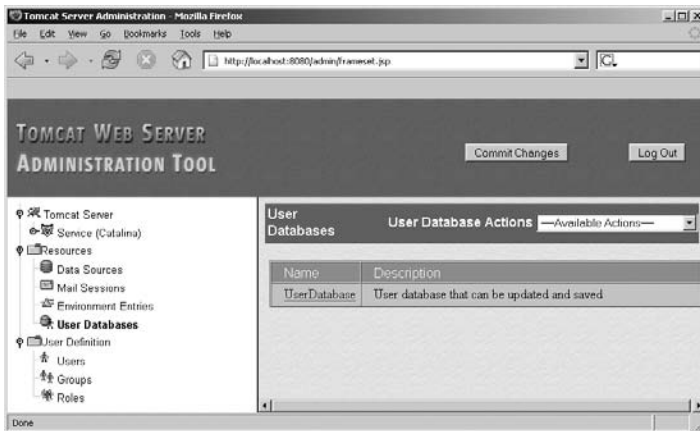 Tomcat Server Administration - Mozilla Firefox
File Edit View Go Bookmarks Tools Help
http://localhost:8080/admin/frameset.jsp
TOMCAT WEB SERVER
ADMINISTRATION TOOL
Commit Changes
Log Out
Tomcat Server
Service (Catalina)
Resources
Data Sources
Mail Sessions
Environment Entries
User Databases
User Definition
Users
Groups
Roles
User
Databases
User Database Actions
----Available Actions----
Name Description
UserDatabase User database that can be updated and saved
Done